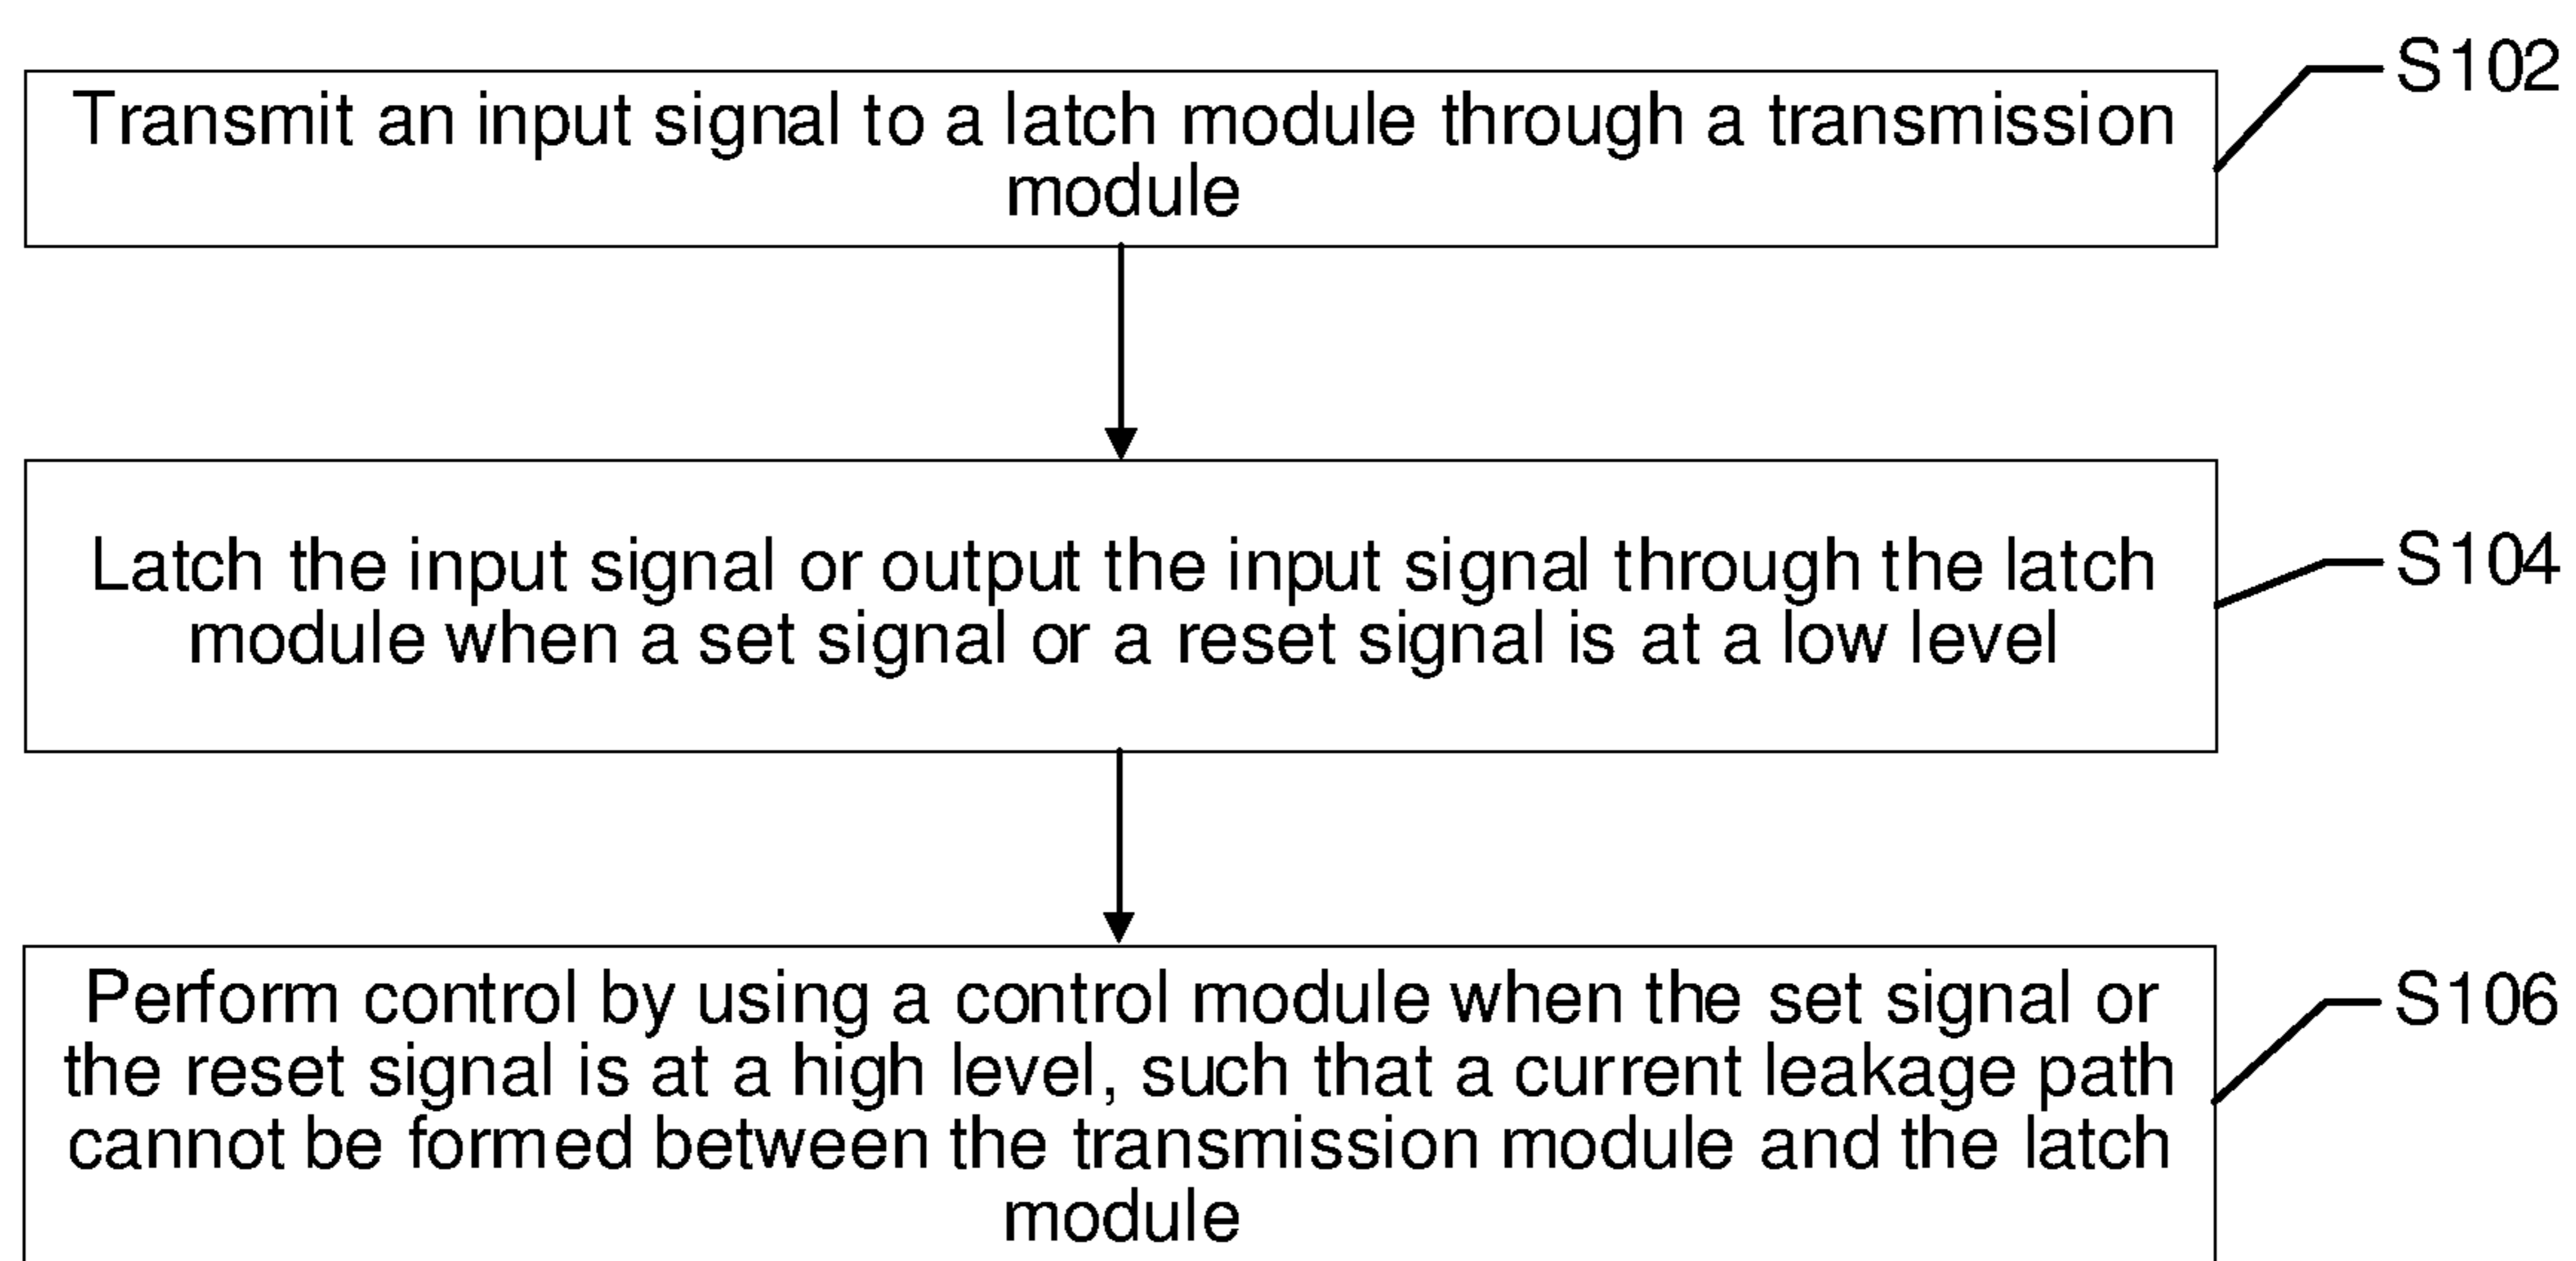 S102
Transmit an input signal to a latch module through a transmission
module
Latch the input signal or output the input signal through the latch
module when a set signal or a reset signal is at a low level
S104
Perform control by using a control module when the set signal or
the reset signal is at a high level, such that a current leakage path
cannot be formed between the transmission module and the latch
module
S106